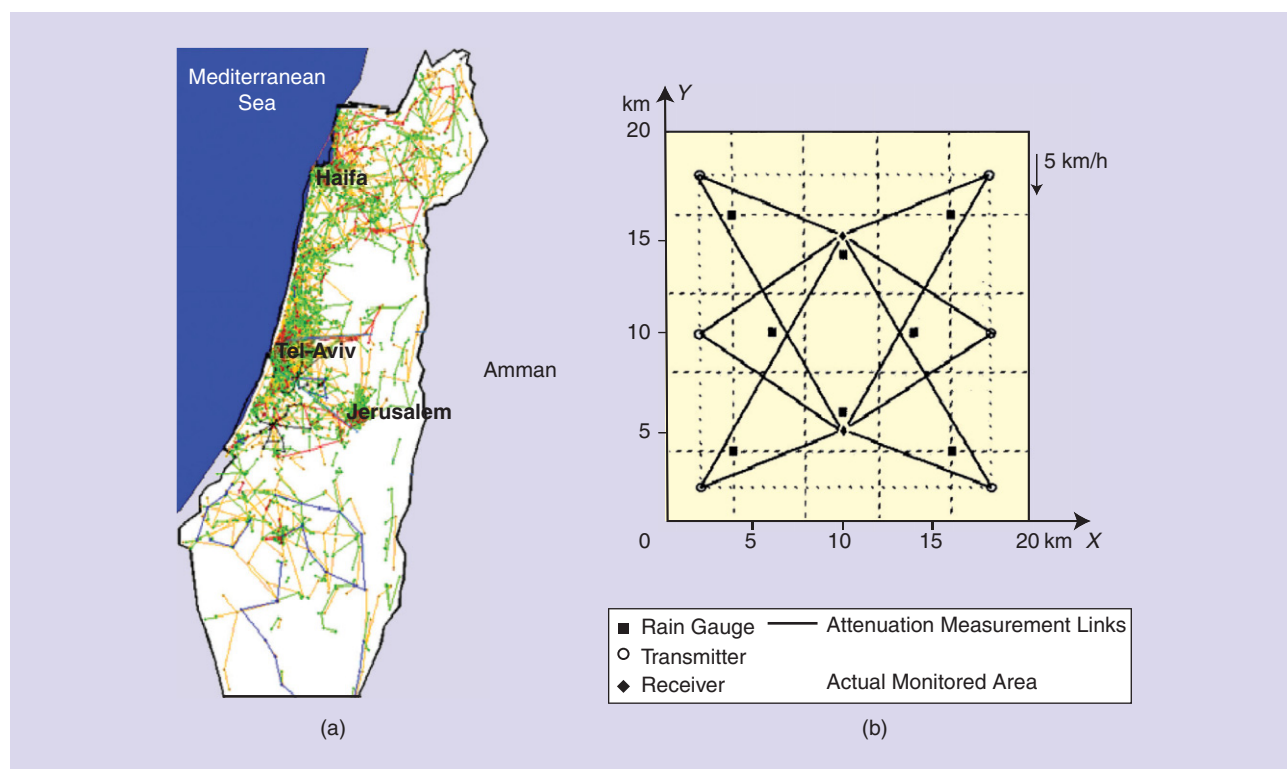 Mediterranean
Sea
Haifa
Tel-Aviv
Jerusalem
Amman
(a)
Y
km
20
15
10
5
0
5
10
15
20 km
X
5 km/h
■ Rain Gauge — Attenuation Measurement Links
○ Transmitter
◆ Receiver Actual Monitored Area
(b)